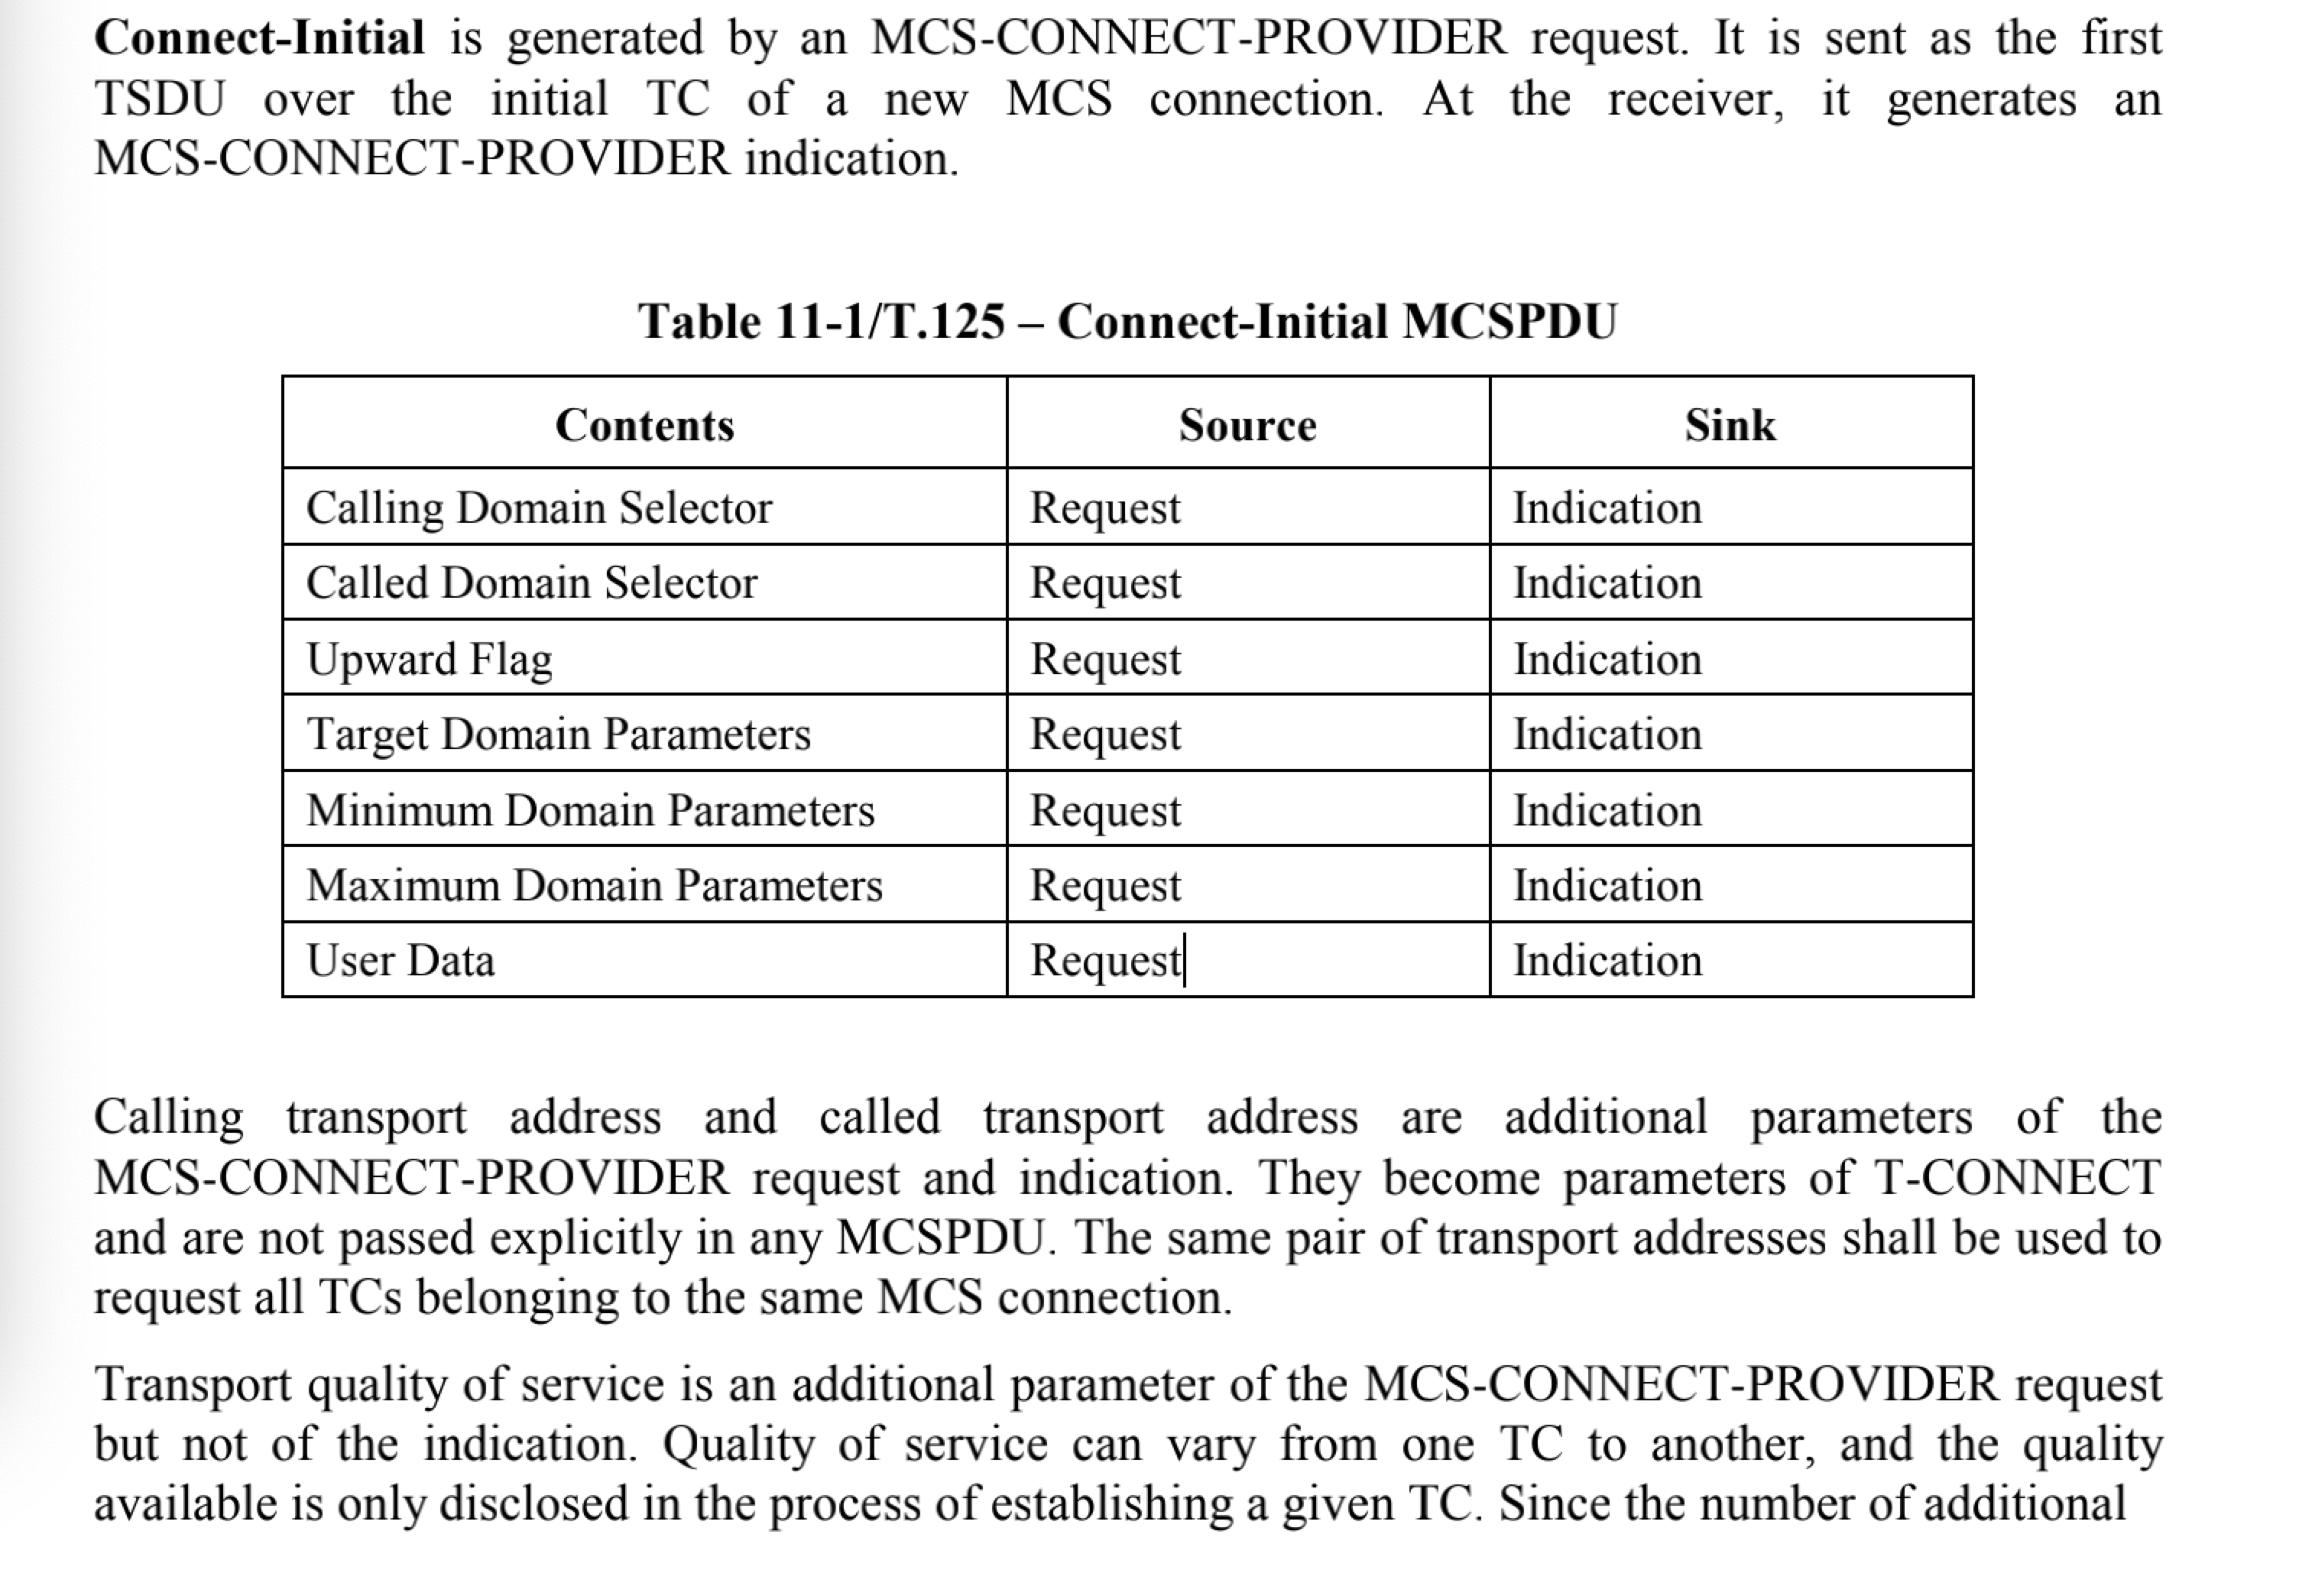 Connect-Initial is generated by an MCS-CONNECT-PROVIDER request. It is sent as the first
TSDU over the initial TC of a new MCS connection. At the receiver, it generates an
MCS-CONNECT-PROVIDER indication.
Table 11-1/T.125 – Connect-Initial MCSPDU
Contents Source Sink
Calling Domain Selector Request Indication
Called Domain Selector Request Indication
Upward Flag Request Indication
Target Domain Parameters Request Indication
Minimum Domain Parameters Request Indication
Maximum Domain Parameters Request Indication
User Data Request Indication
Calling transport address and called transport address are additional parameters of the
MCS-CONNECT-PROVIDER request and indication. They become parameters of T-CONNECT
and are not passed explicitly in any MCSPDU. The same pair of transport addresses shall be used to
request all TCs belonging to the same MCS connection.
Transport quality of service is an additional parameter of the MCS-CONNECT-PROVIDER request
but not of the indication. Quality of service can vary from one TC to another, and the quality
available is only disclosed in the process of establishing a given TC. Since the number of additional